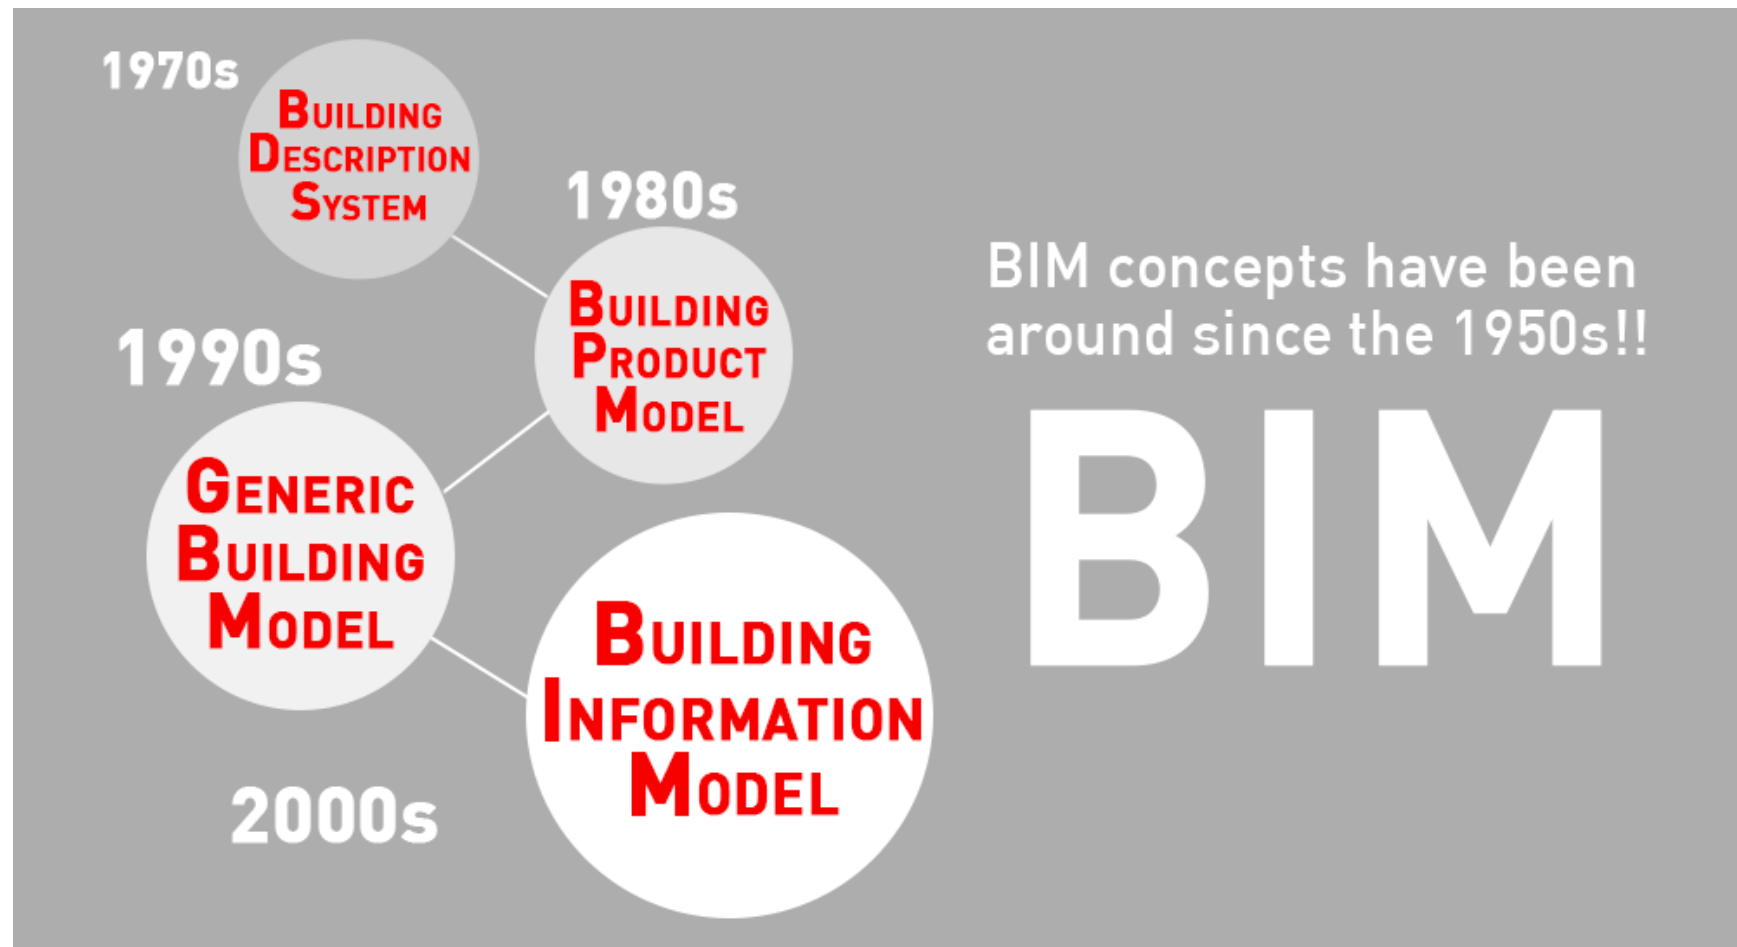 1970s
BUILDING
DESCRIPTION
SYSTEM
1980s
BUILDING
PRODUCT
MODEL
1990s
GENERIC
BUILDING
MODEL
2000s
BUILDING
INFORMATION
MODEL
BIM concepts have been
around since the 1950s!!
BIM